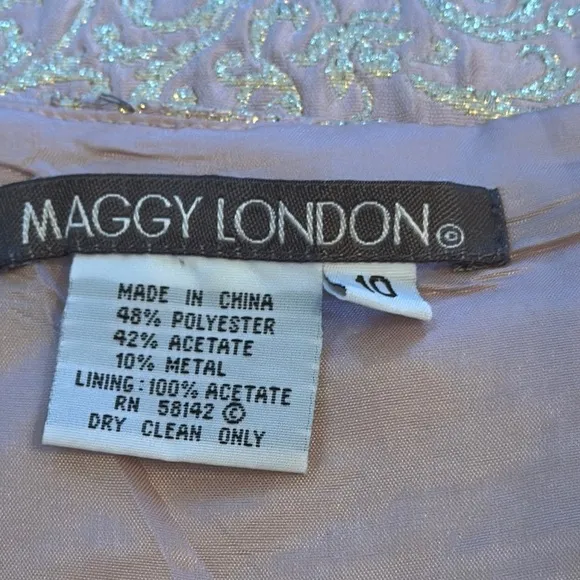 MAGGY LONDON©
10
MADE IN CHINA
48% POLYESTER
42% ACETATE
10% METAL
LINING:100% ACETATE
RN 58142 ©
DRY CLEAN ONLY